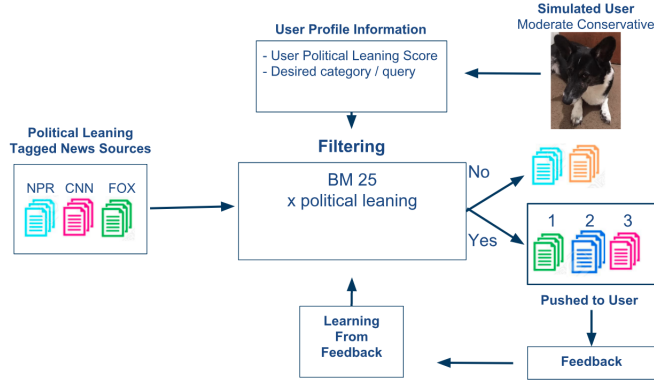 Simulated User
Moderate Conservative
User Profile Information
- User Political Leaning Score
- Desired category / query
Political Leaning
Tagged News Sources
NPR CNN FOX
Filtering
BM 25
x political leaning
No
Yes
1 2 3
Pushed to User
Learning
From
Feedback
Feedback